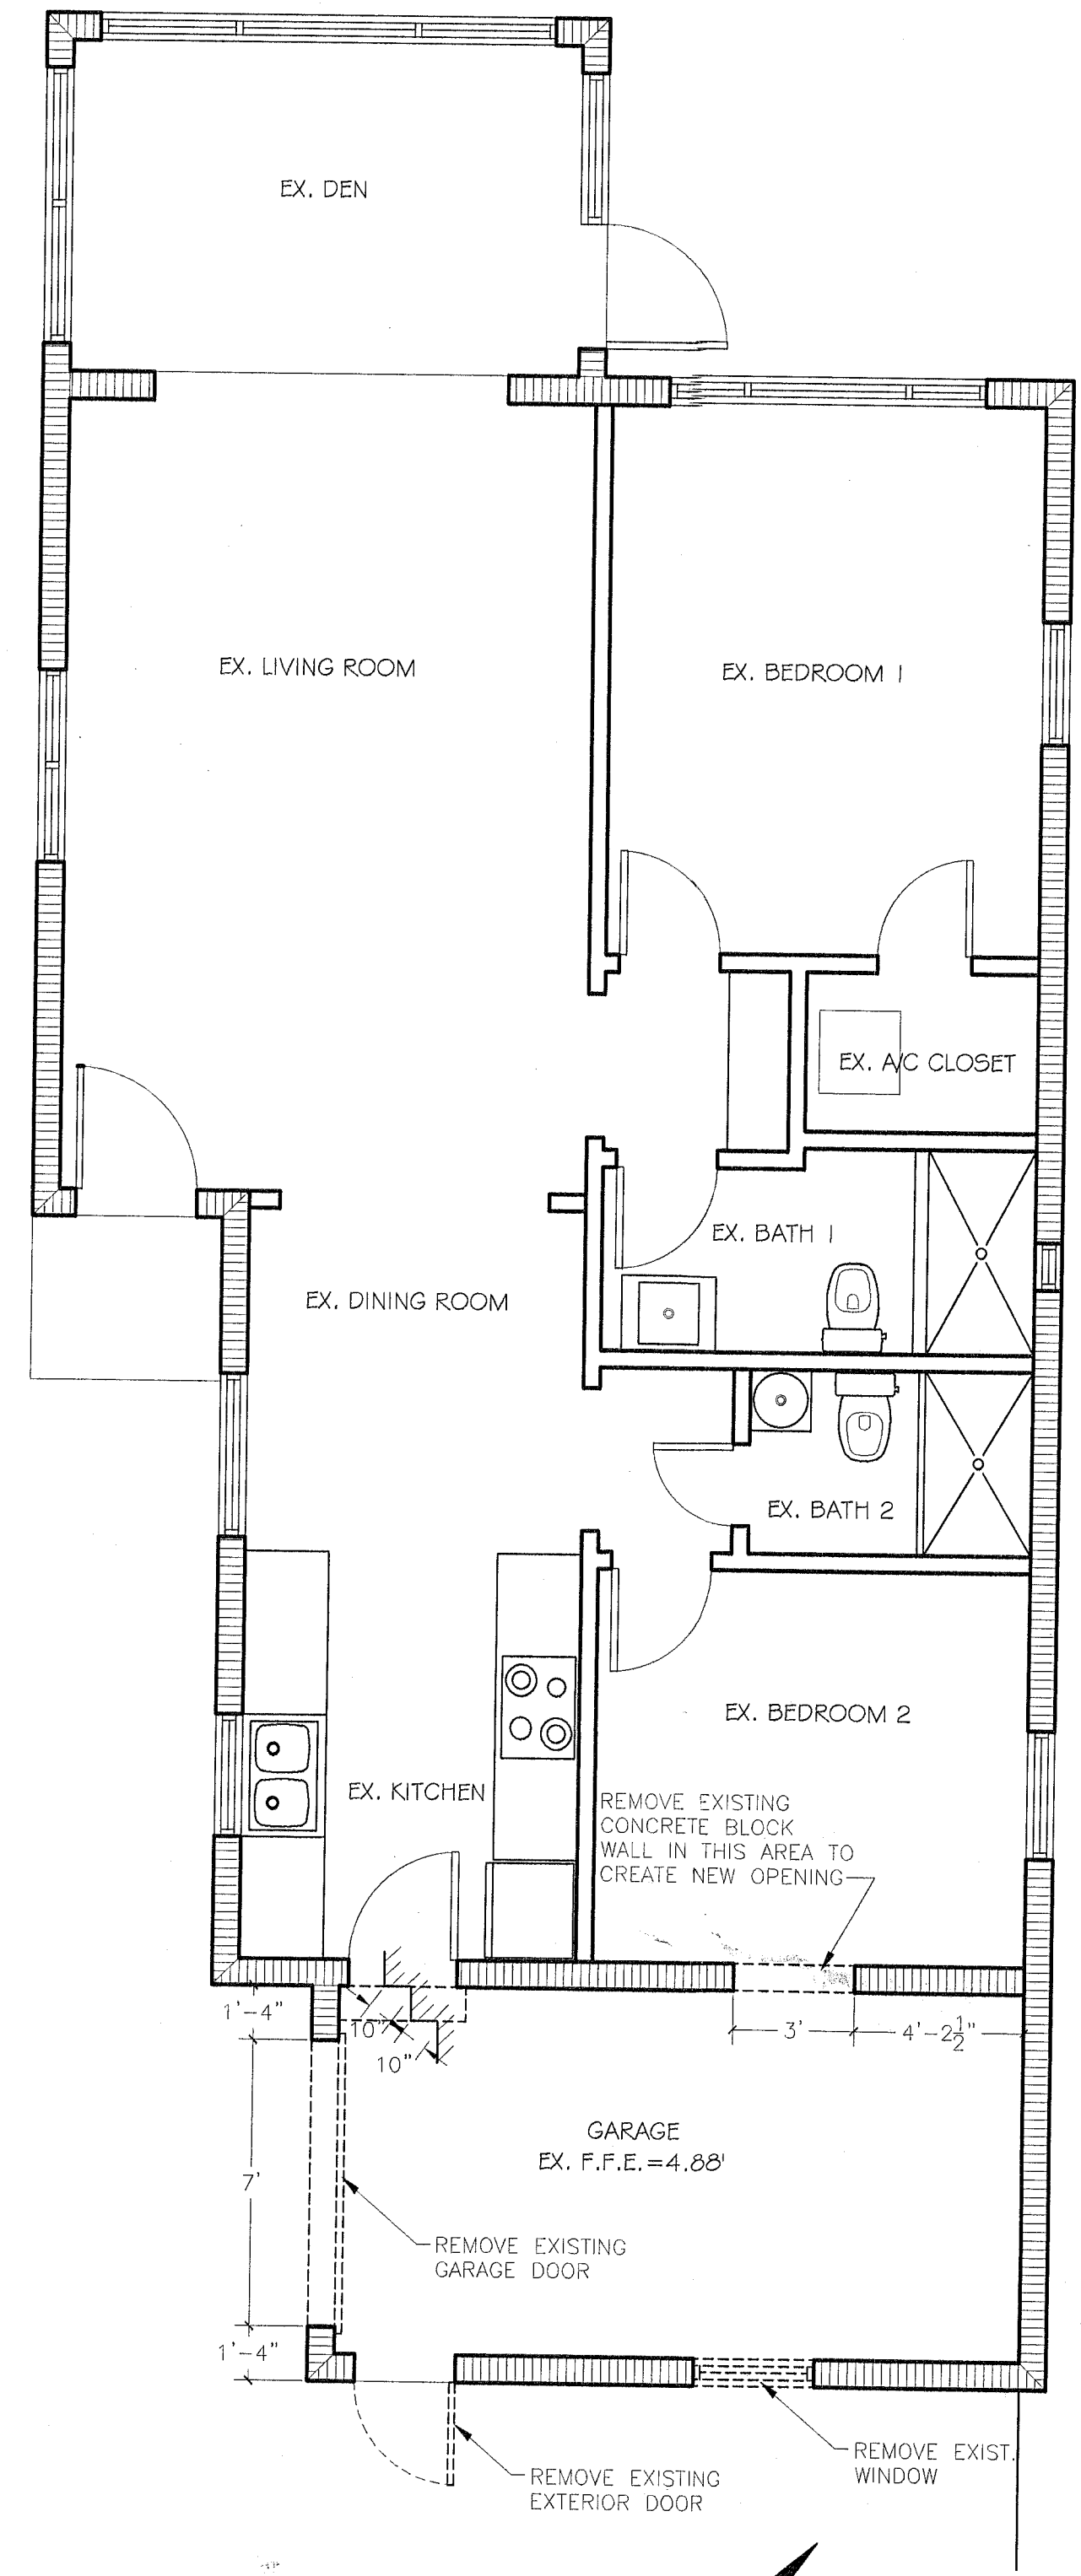 EX. DEN
EX. LIVING ROOM
EX. BEDROOM 1
EX. A/C CLOSET
EX. BATH 1
EX. DINING ROOM
EX. BATH 2
EX. BEDROOM 2
EX. KITCHEN
REMOVE EXISTING
CONCRETE BLOCK
WALL IN THIS AREA TO
CREATE NEW OPENING
1'-4"
10"
10"
3'
4'-2 1/2"
GARAGE
EX. F.F.E.=4.88'
7'
REMOVE EXISTING
GARAGE DOOR
1'-4"
REMOVE EXIST.
WINDOW
REMOVE EXISTING
EXTERIOR DOOR